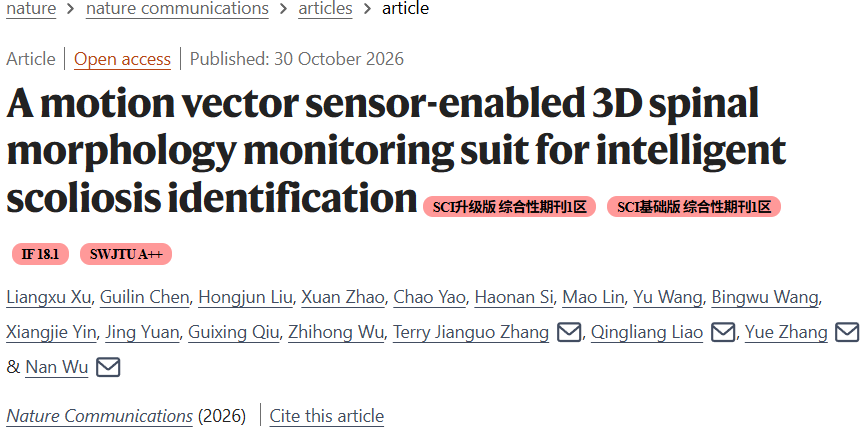 nature > nature communications > articles > article
Article | Open access | Published: 30 October 2026
A motion vector sensor-enabled 3D spinal
morphology monitoring suit for intelligent
scoliosis identification SCI升级版 综合性期刊1区 SCI基础版 综合性期刊1区
IF 18.1 SWJTU A++
Liangxu Xu, Guilin Chen, Hongjun Liu, Xuan Zhao, Chao Yao, Haonan Si, Mao Lin, Yu Wang, Bingwu Wang,
Xiangjie Yin, Jing Yuan, Guixing Qiu, Zhihong Wu, Terry Jianguo Zhang, Qingliang Liao, Yue Zhang
& Nan Wu
Nature Communications (2026) | Cite this article